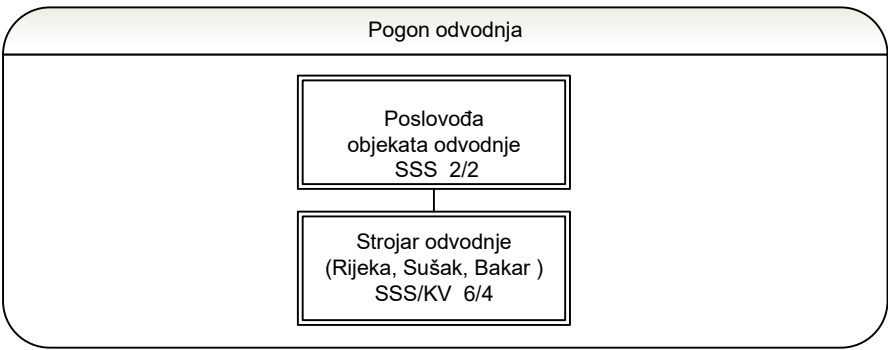 Pogon odvodnja
Poslovođa
objekata odvodnje
SSS  2/2
Strojar odvodnje
(Rijeka, Sušak, Bakar )
SSS/KV  6/4